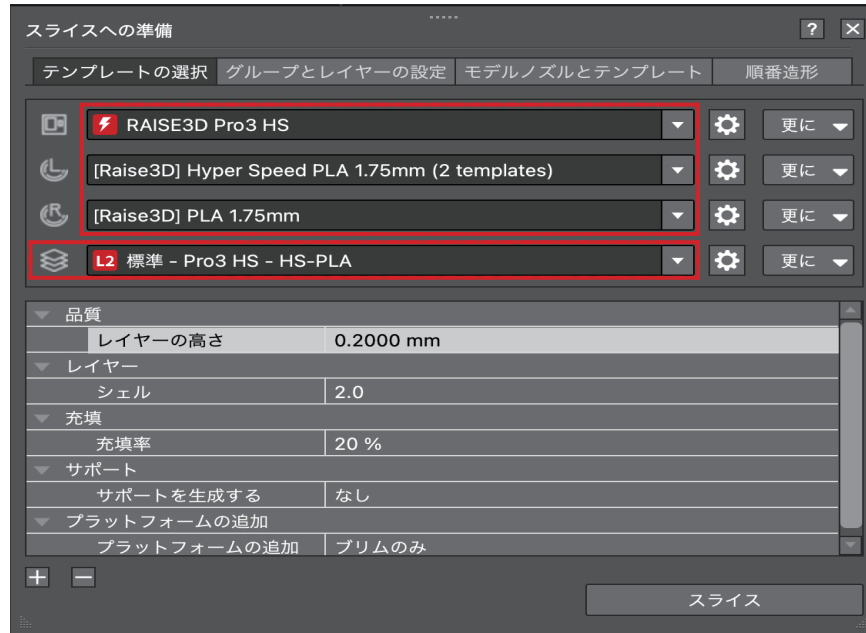 スライスへの準備
?
テンプレートの選択 グループとレイヤーの設定 モデルノズルとテンプレート 順番造形
RAISE3D Pro3 HS 更に
L [Raise3D] Hyper Speed PLA 1.75mm (2 templates) 更に
R [Raise3D] PLA 1.75mm 更に
L2 標準 – Pro3 HS – HS-PLA 更に
品質
レイヤーの高さ 0.2000 mm
レイヤー
シェル 2.0
充填
充填率 20 %
サポート
サポートを生成する なし
プラットフォームの追加
プラットフォームの追加 ブリムのみ
スライス